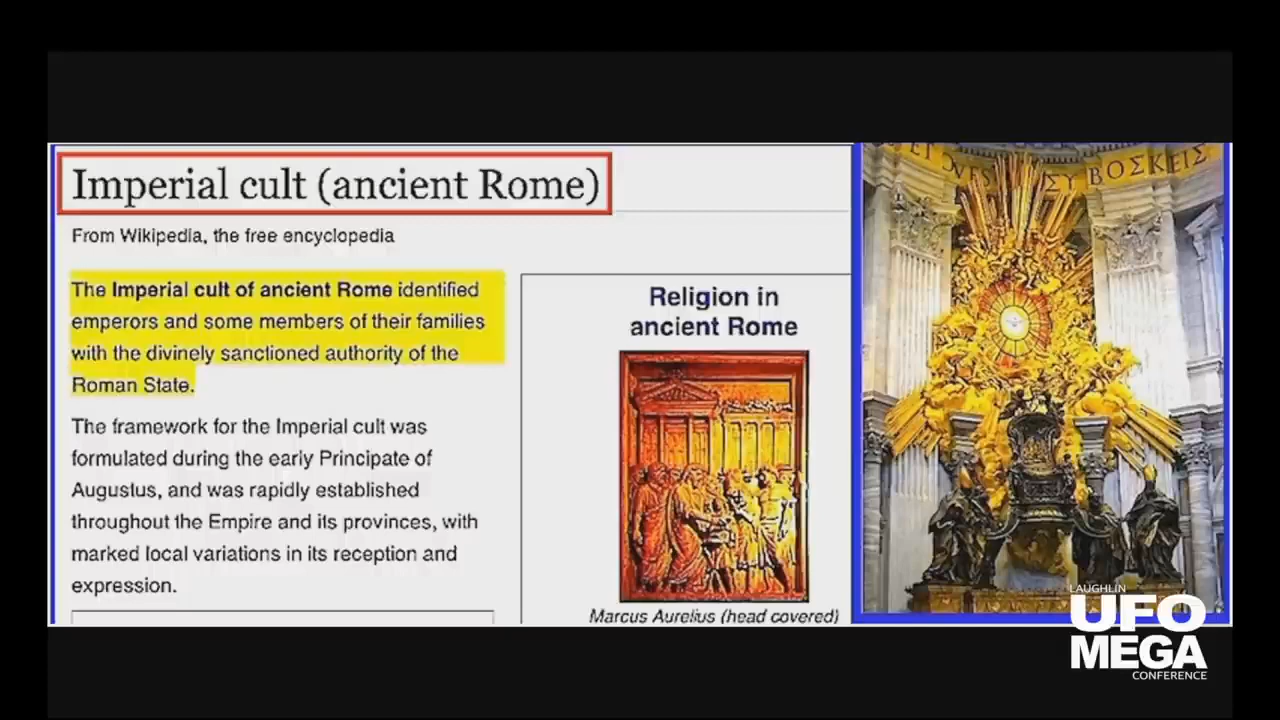 Imperial cult (ancient Rome)
From Wikipedia, the free encyclopedia
The Imperial cult of ancient Rome identified
emperors and some members of their families
with the divinely sanctioned authority of the
Roman State.
The framework for the Imperial cult was
formulated during the early Principate of
Augustus, and was rapidly established
throughout the Empire and its provinces, with
marked local variations in its reception and
expression.
Religion in
ancient Rome
Marcus Aurelius (head covered)
ΣΥ ΒΟΣΚΕΙΣ
LAUGHLIN
UFO
MEGA
CONFERENCE